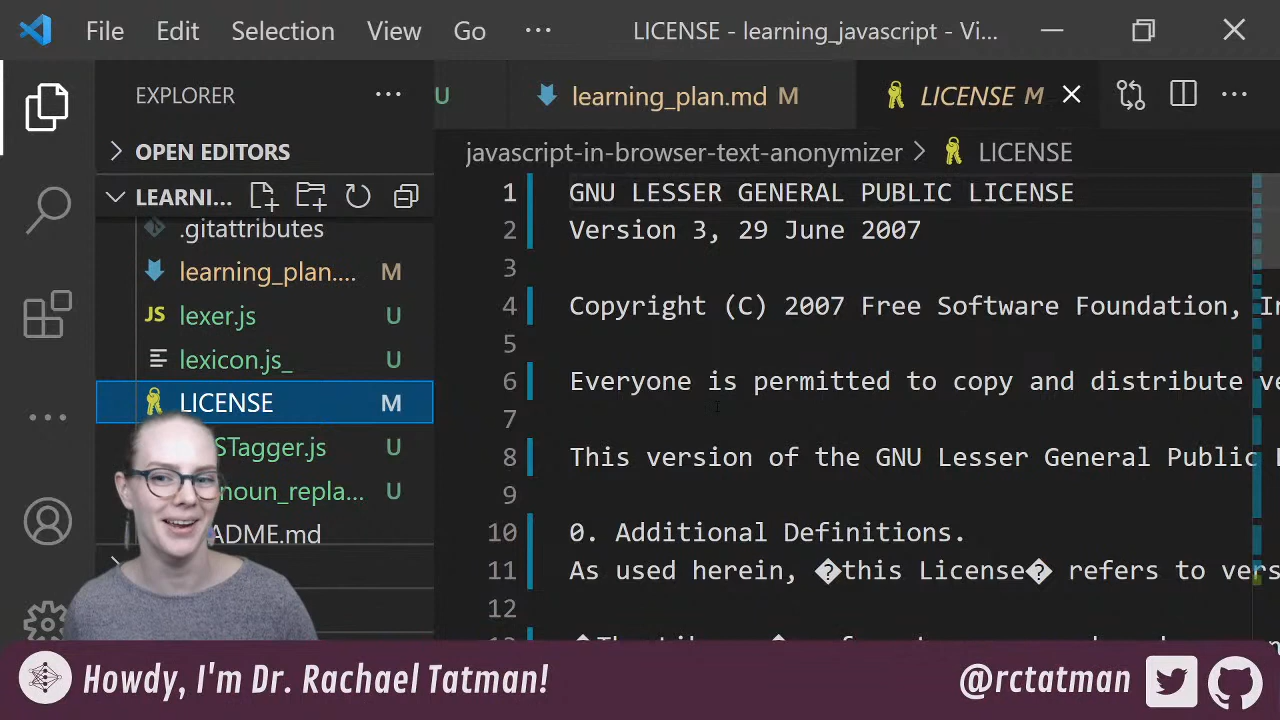 File Edit Selection View Go ··· LICENSE - learning_javascript - Vi...
EXPLORER ···
U learning_plan.md M LICENSE M
OPEN EDITORS
javascript-in-browser-text-anonymizer > LICENSE
LEARNI...
.gitattributes
learning_plan.... M
JS lexer.js U
lexicon.js_ U
LICENSE M
STagger.js U
noun_repla... U
ADME.md
1 GNU LESSER GENERAL PUBLIC LICENSE
2 Version 3, 29 June 2007
3
4 Copyright (C) 2007 Free Software Foundation, In
5
6 Everyone is permitted to copy and distribute ve
7
8 This version of the GNU Lesser General Public
9
10 0. Additional Definitions.
11 As used herein, �this License� refers to vers
12
Howdy, I'm Dr. Rachael Tatman!
@rctatman